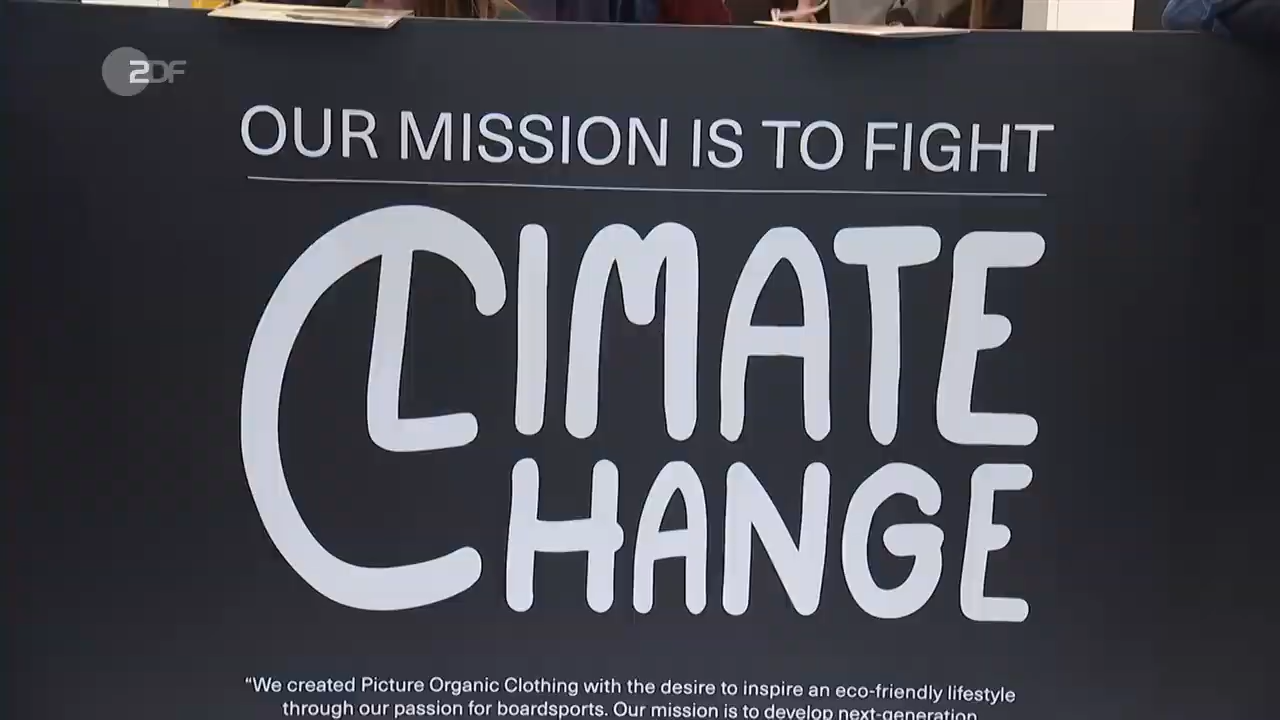 ZDF
OUR MISSION IS TO FIGHT
CLIMATE
CHANGE
“We created Picture Organic Clothing with the desire to inspire an eco-friendly lifestyle
through our passion for boardsports. Our mission is to develop next-generation